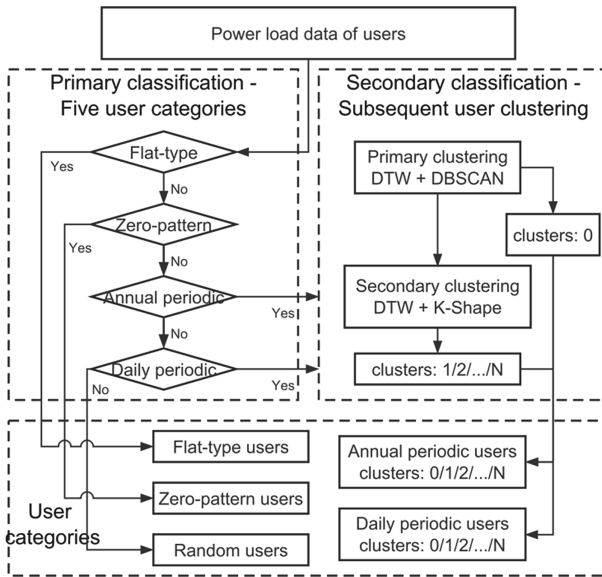 Power load data of users
Primary classification -
Five user categories
Secondary classification -
Subsequent user clustering
Flat-type
Yes
No
Zero-pattern
Yes
No
Annual periodic
Yes
No
Daily periodic
No
Yes
Primary clustering
DTW + DBSCAN
clusters: 0
Secondary clustering
DTW + K-Shape
clusters: 1/2/.../N
Flat-type users
Zero-pattern users
Random users
User
categories
Annual periodic users
clusters: 0/1/2/.../N
Daily periodic users
clusters: 0/1/2/.../N